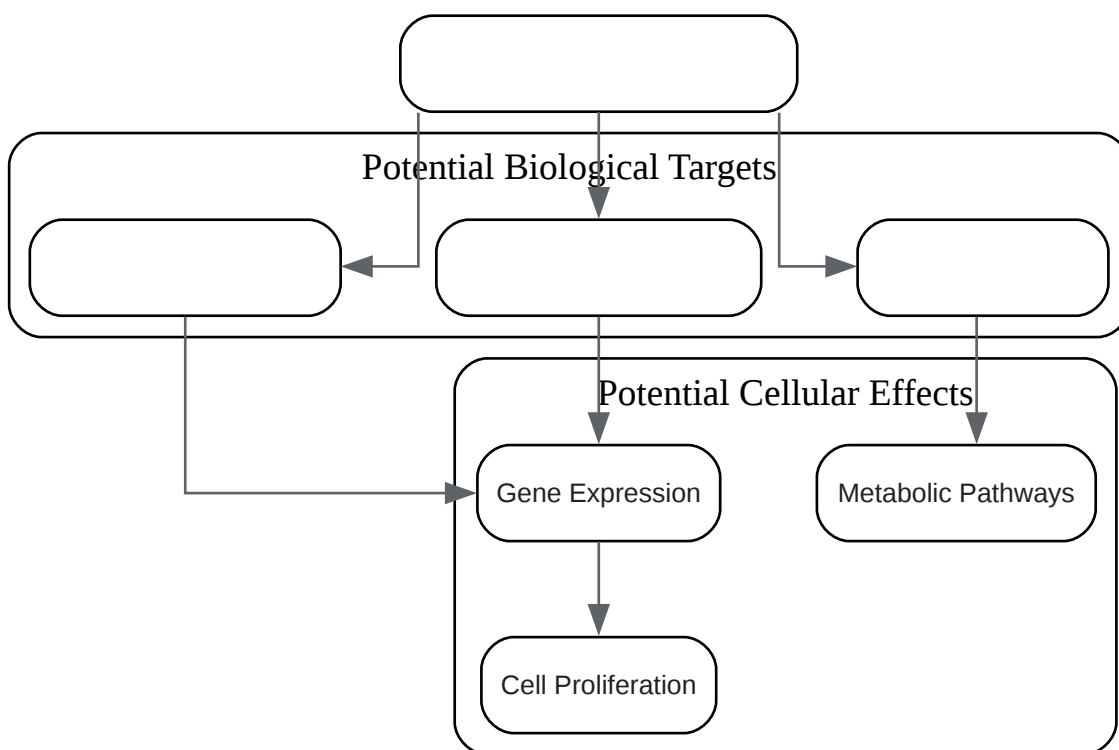 Potential Biological Targets
Potential Cellular Effects
Gene Expression
Metabolic Pathways
Cell Proliferation